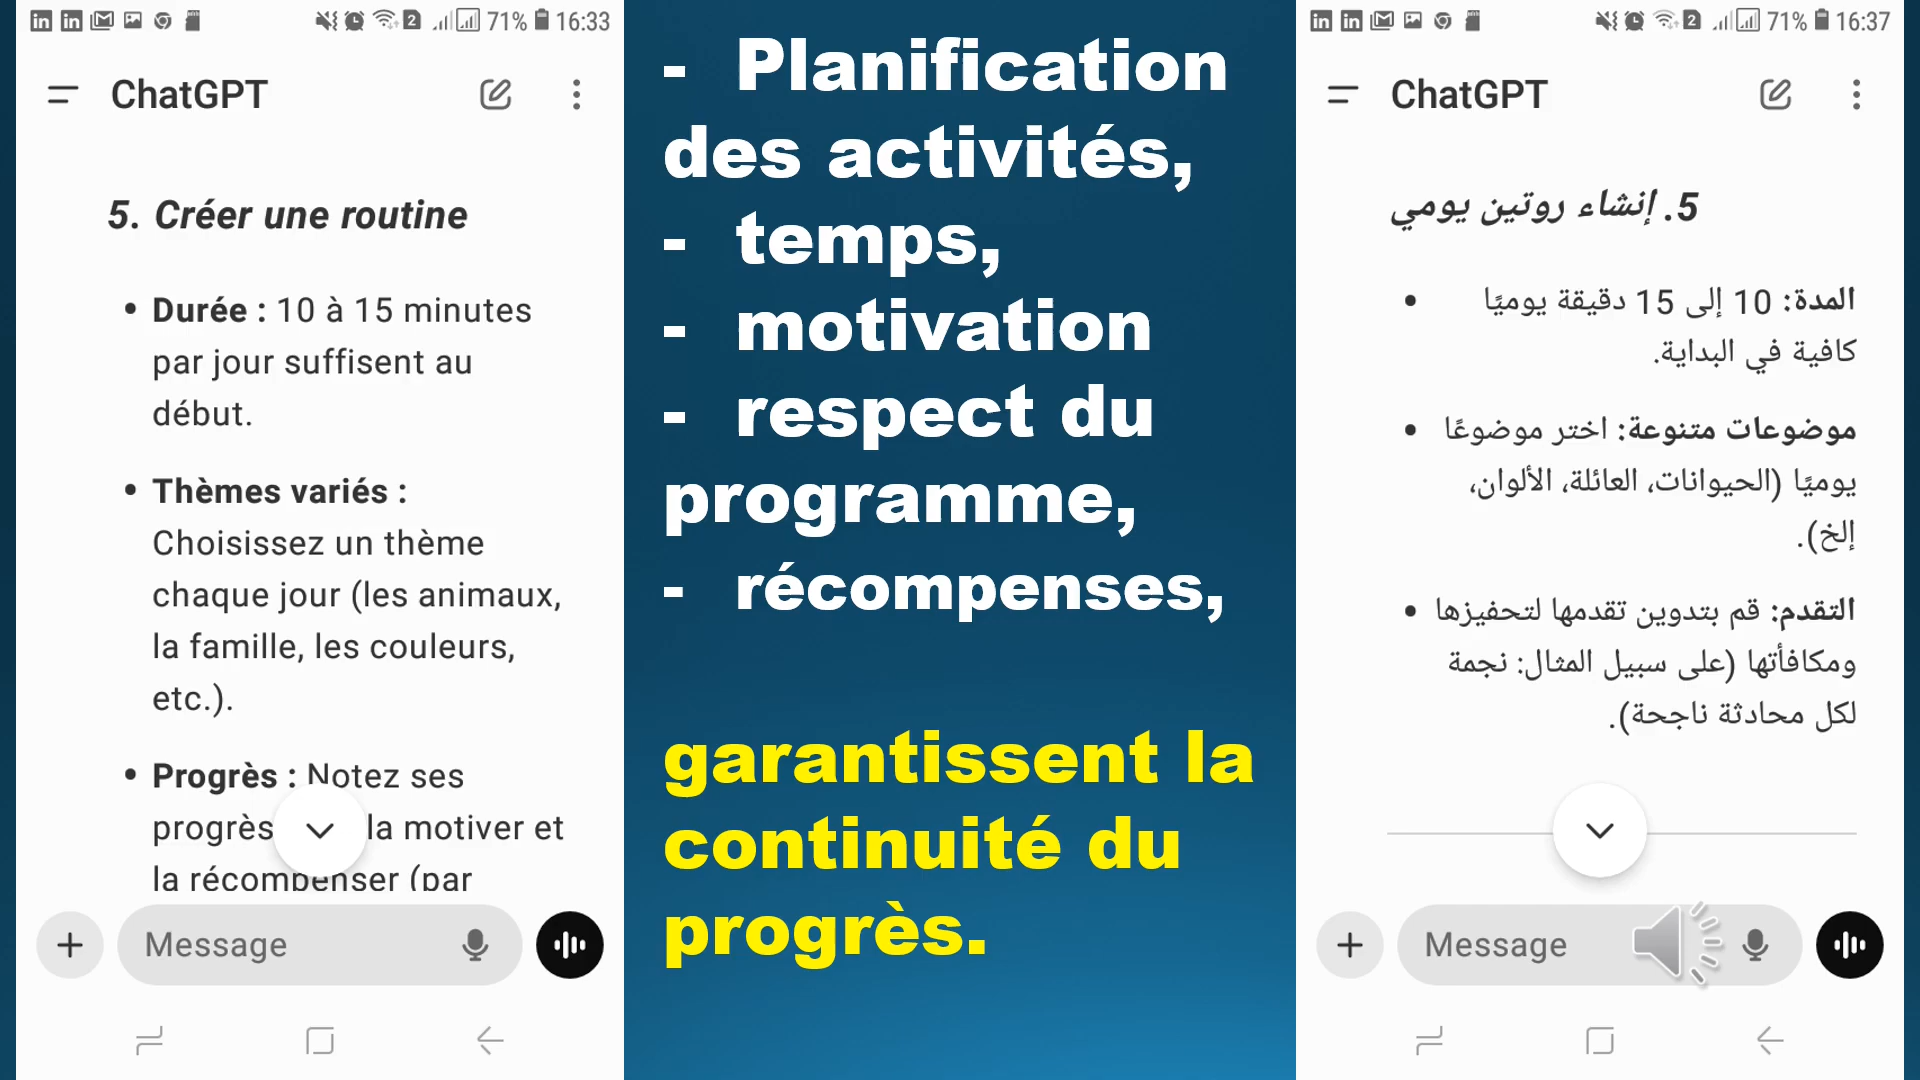 2 71% 16:33
ChatGPT
5. Créer une routine
• Durée : 10 à 15 minutes
par jour suffisent au
début.
• Thèmes variés :
Choisissez un thème
chaque jour (les animaux,
la famille, les couleurs,
etc.).
• Progrès : Notez ses
progrès la motiver et
la récompenser (par
Message
- Planification
des activités,
- temps,
- motivation
- respect du
programme,
- récompenses,
garantissent la
continuité du
progrès.
2 71% 16:37
ChatGPT
5. إنشاء روتين يومي
• المدة: 10 إلى 15 دقيقة يوميًا
كافية في البداية.
• موضوعات متنوعة: اختر موضوعًا
يوميًا (الحيوانات، العائلة، الألوان،
إلخ).
• التقدم: قم بتدوين تقدمها لتحفيزها
ومكافأتها (على سبيل المثال: نجمة
لكل محادثة ناجحة).
Message